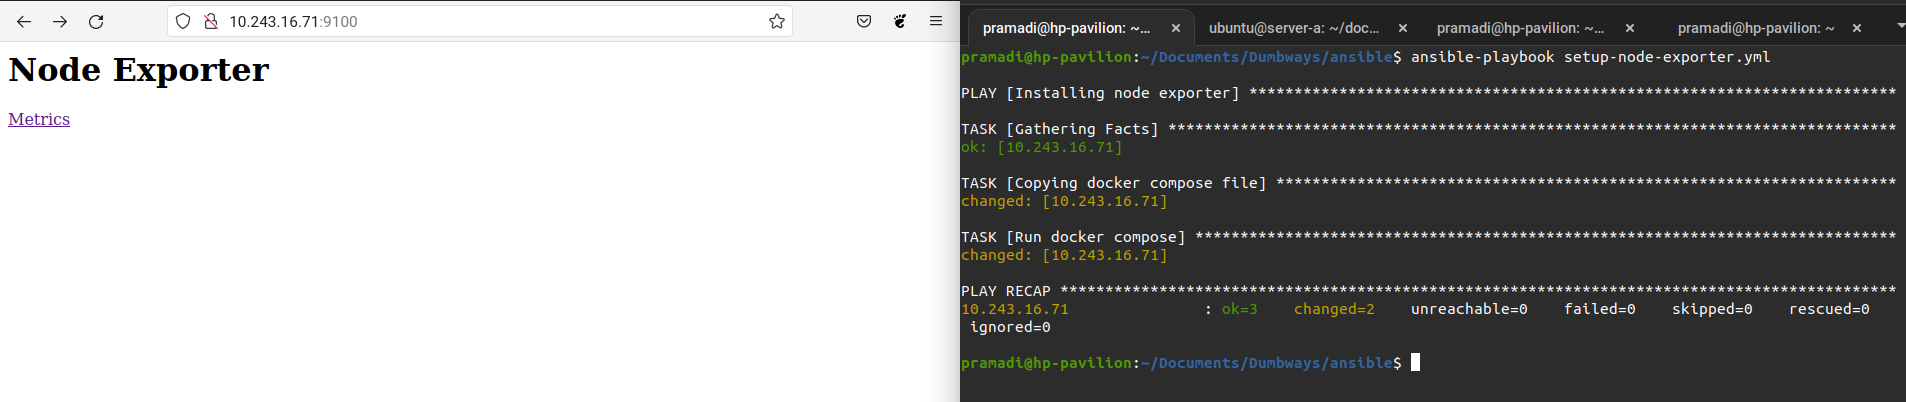 10.243.16.71:9100
Node Exporter
Metrics
pramadi@hp-pavilion: ~... × ubuntu@server-a: ~/doc... × pramadi@hp-pavilion: ~... × pramadi@hp-pavilion: ~ ×
pramadi@hp-pavilion:~/Documents/Dumbways/ansible$ ansible-playbook setup-node-exporter.yml
PLAY [Installing node exporter] ************************************************************************
TASK [Gathering Facts] *********************************************************************************
ok: [10.243.16.71]
TASK [Copying docker compose file] *********************************************************************
changed: [10.243.16.71]
TASK [Run docker compose] ******************************************************************************
changed: [10.243.16.71]
PLAY RECAP *********************************************************************************************
10.243.16.71               : ok=3    changed=2    unreachable=0    failed=0    skipped=0    rescued=0
 ignored=0
pramadi@hp-pavilion:~/Documents/Dumbways/ansible$